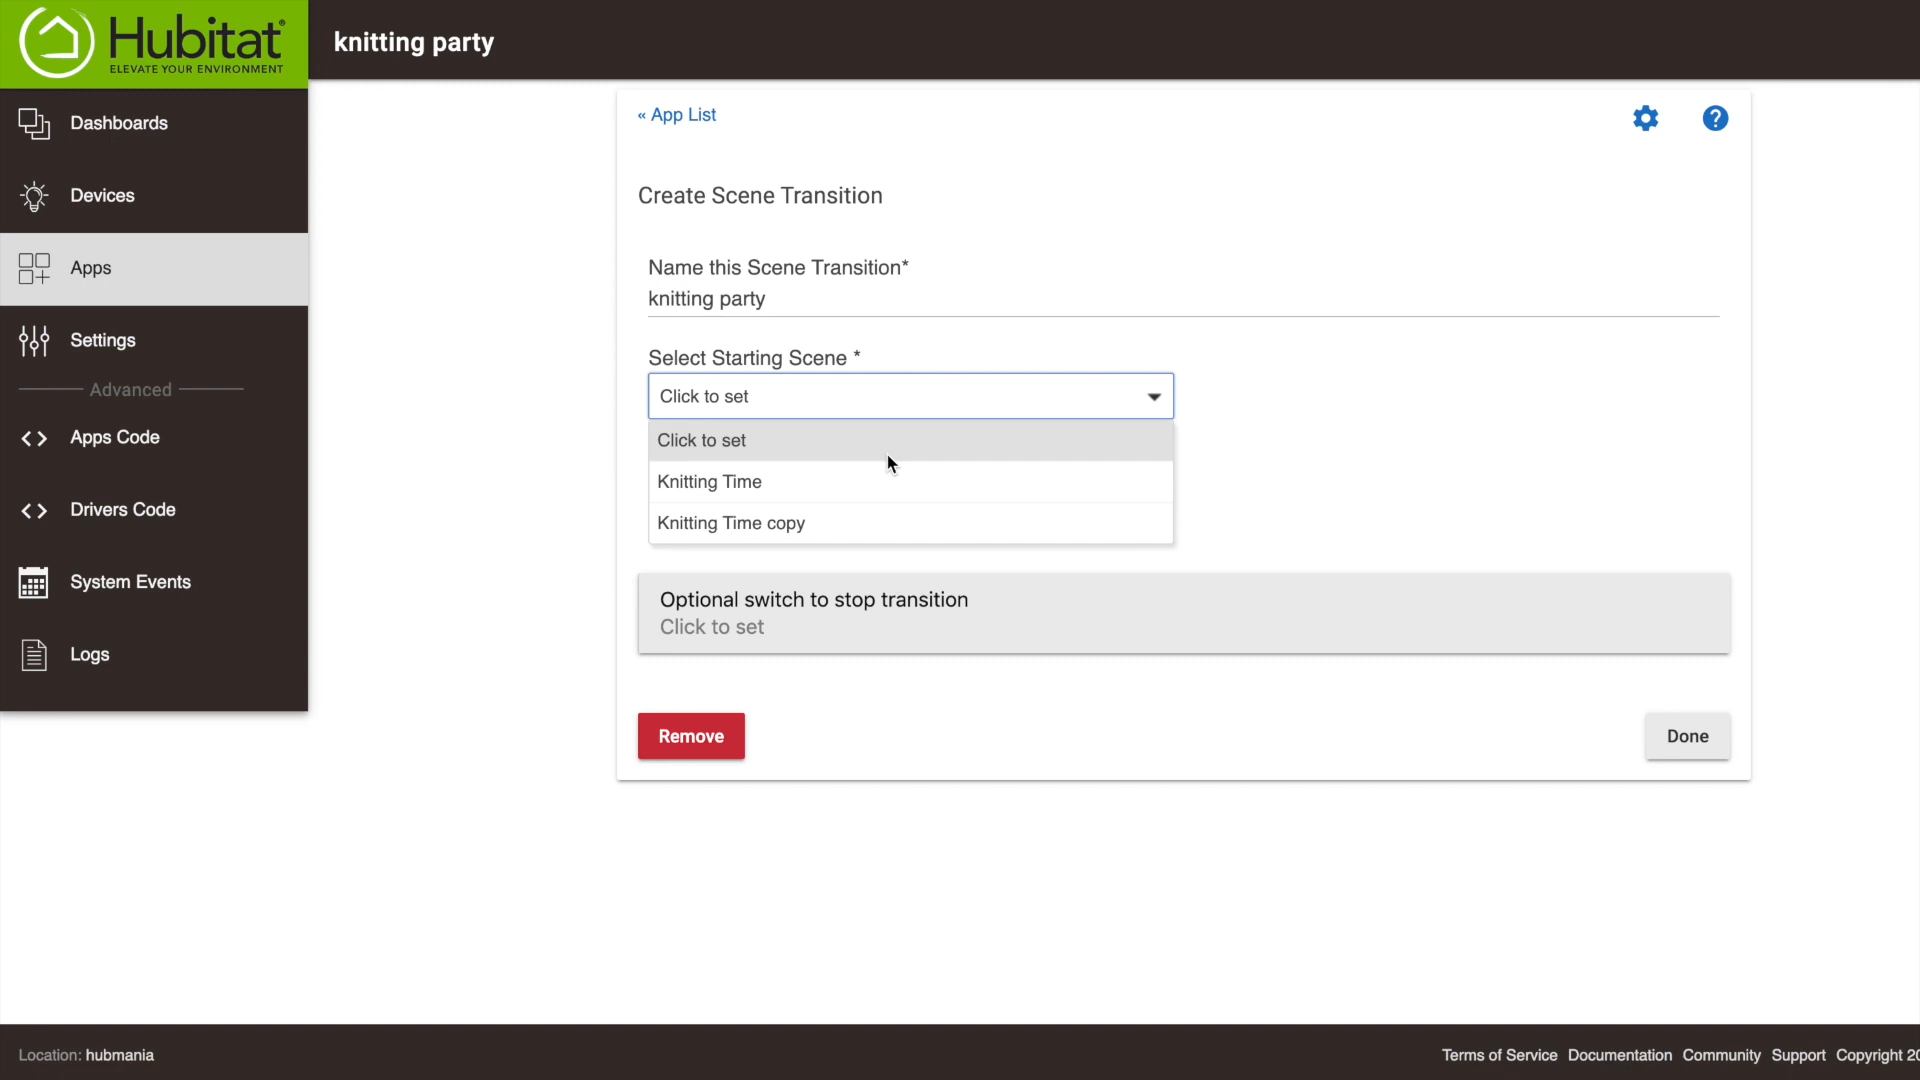 Hubitat®
ELEVATE YOUR ENVIRONMENT
knitting party
Dashboards
Devices
Apps
Settings
Advanced
Apps Code
Drivers Code
System Events
Logs
« App List
?
Create Scene Transition
Name this Scene Transition*
knitting party
Select Starting Scene *
Click to set
Click to set
Knitting Time
Knitting Time copy
Optional switch to stop transition
Click to set
Remove
Done
Location: hubmania
Terms of Service Documentation Community Support Copyright 20